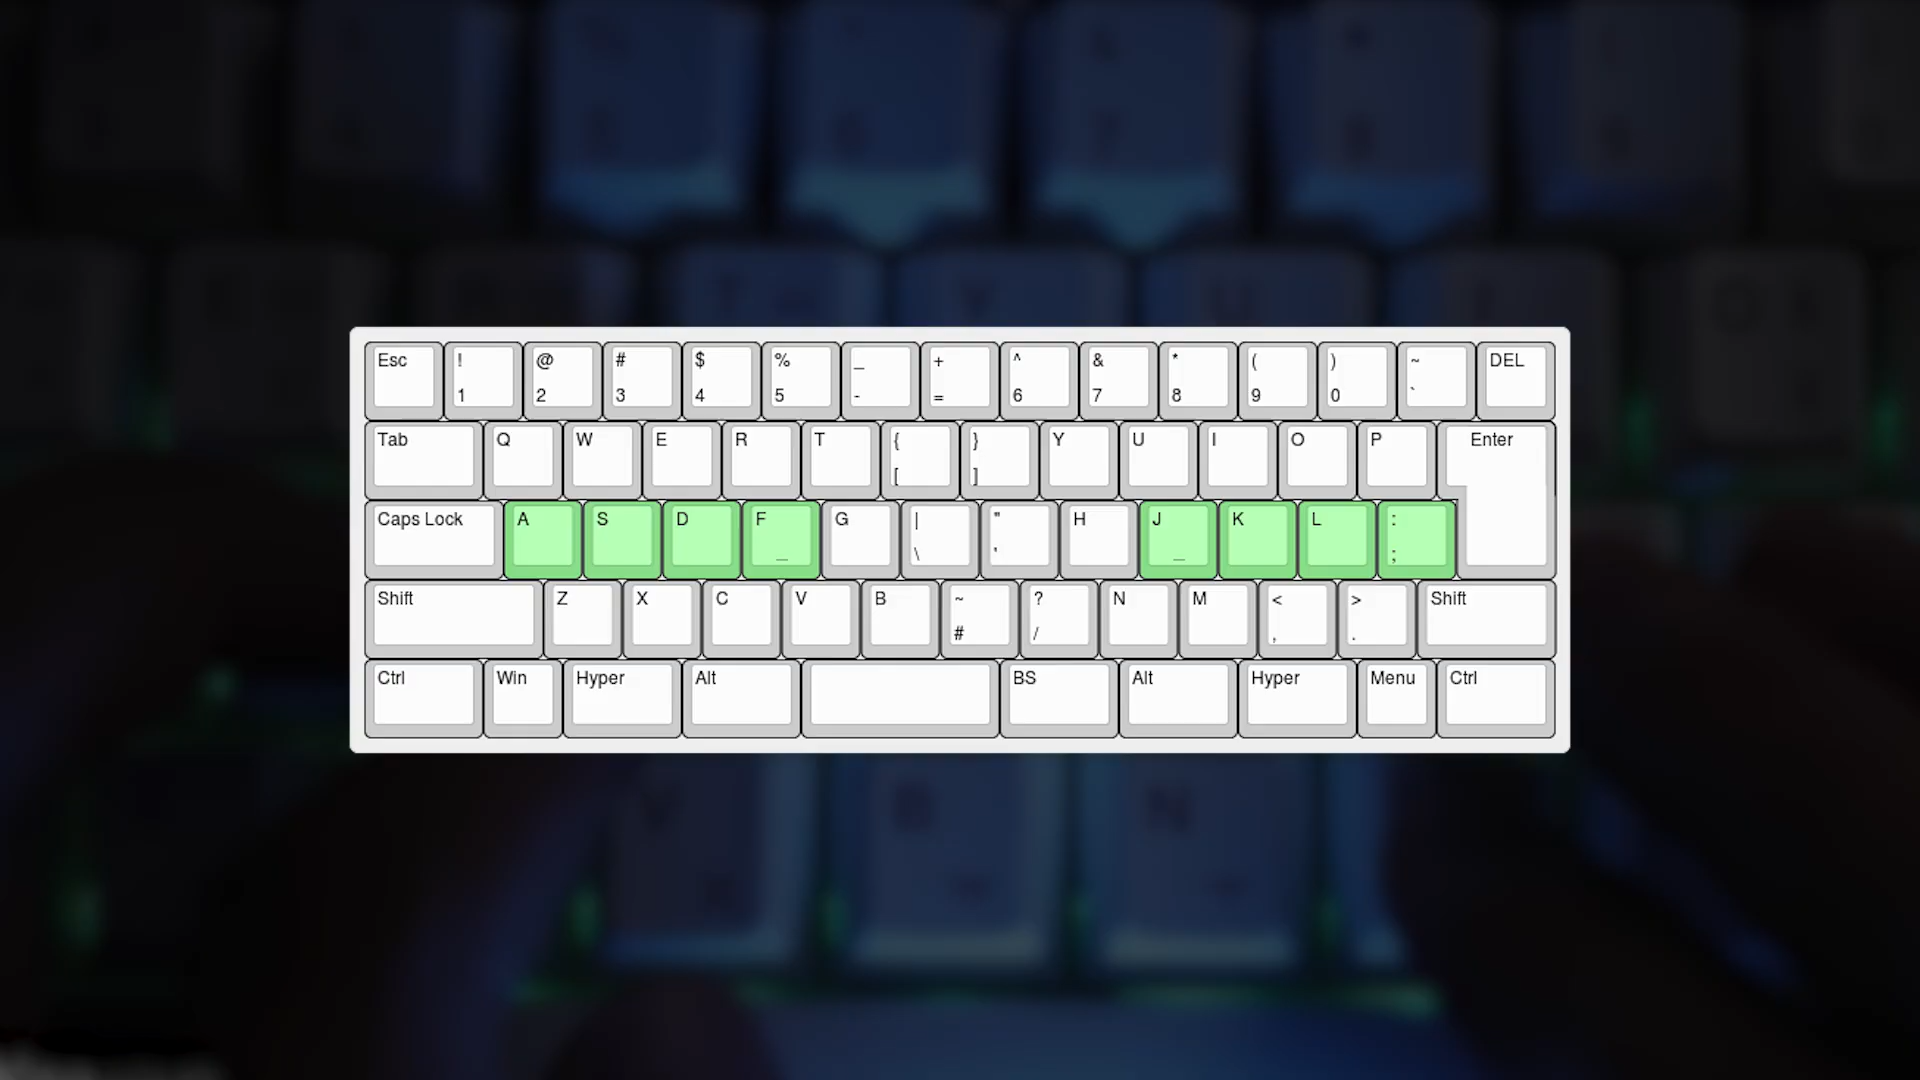 Esc ! @ # $ % _ + ^ & * ( ) ~ DEL
1 2 3 4 5 - = 6 7 8 9 0 `
Tab Q W E R T { } Y U I O P Enter
[ ]
Caps Lock A S D F G | " H J K L :
_ \ ' _ ;
Shift Z X C V B ~ ? N M < > Shift
# / , .
Ctrl Win Hyper Alt BS Alt Hyper Menu Ctrl